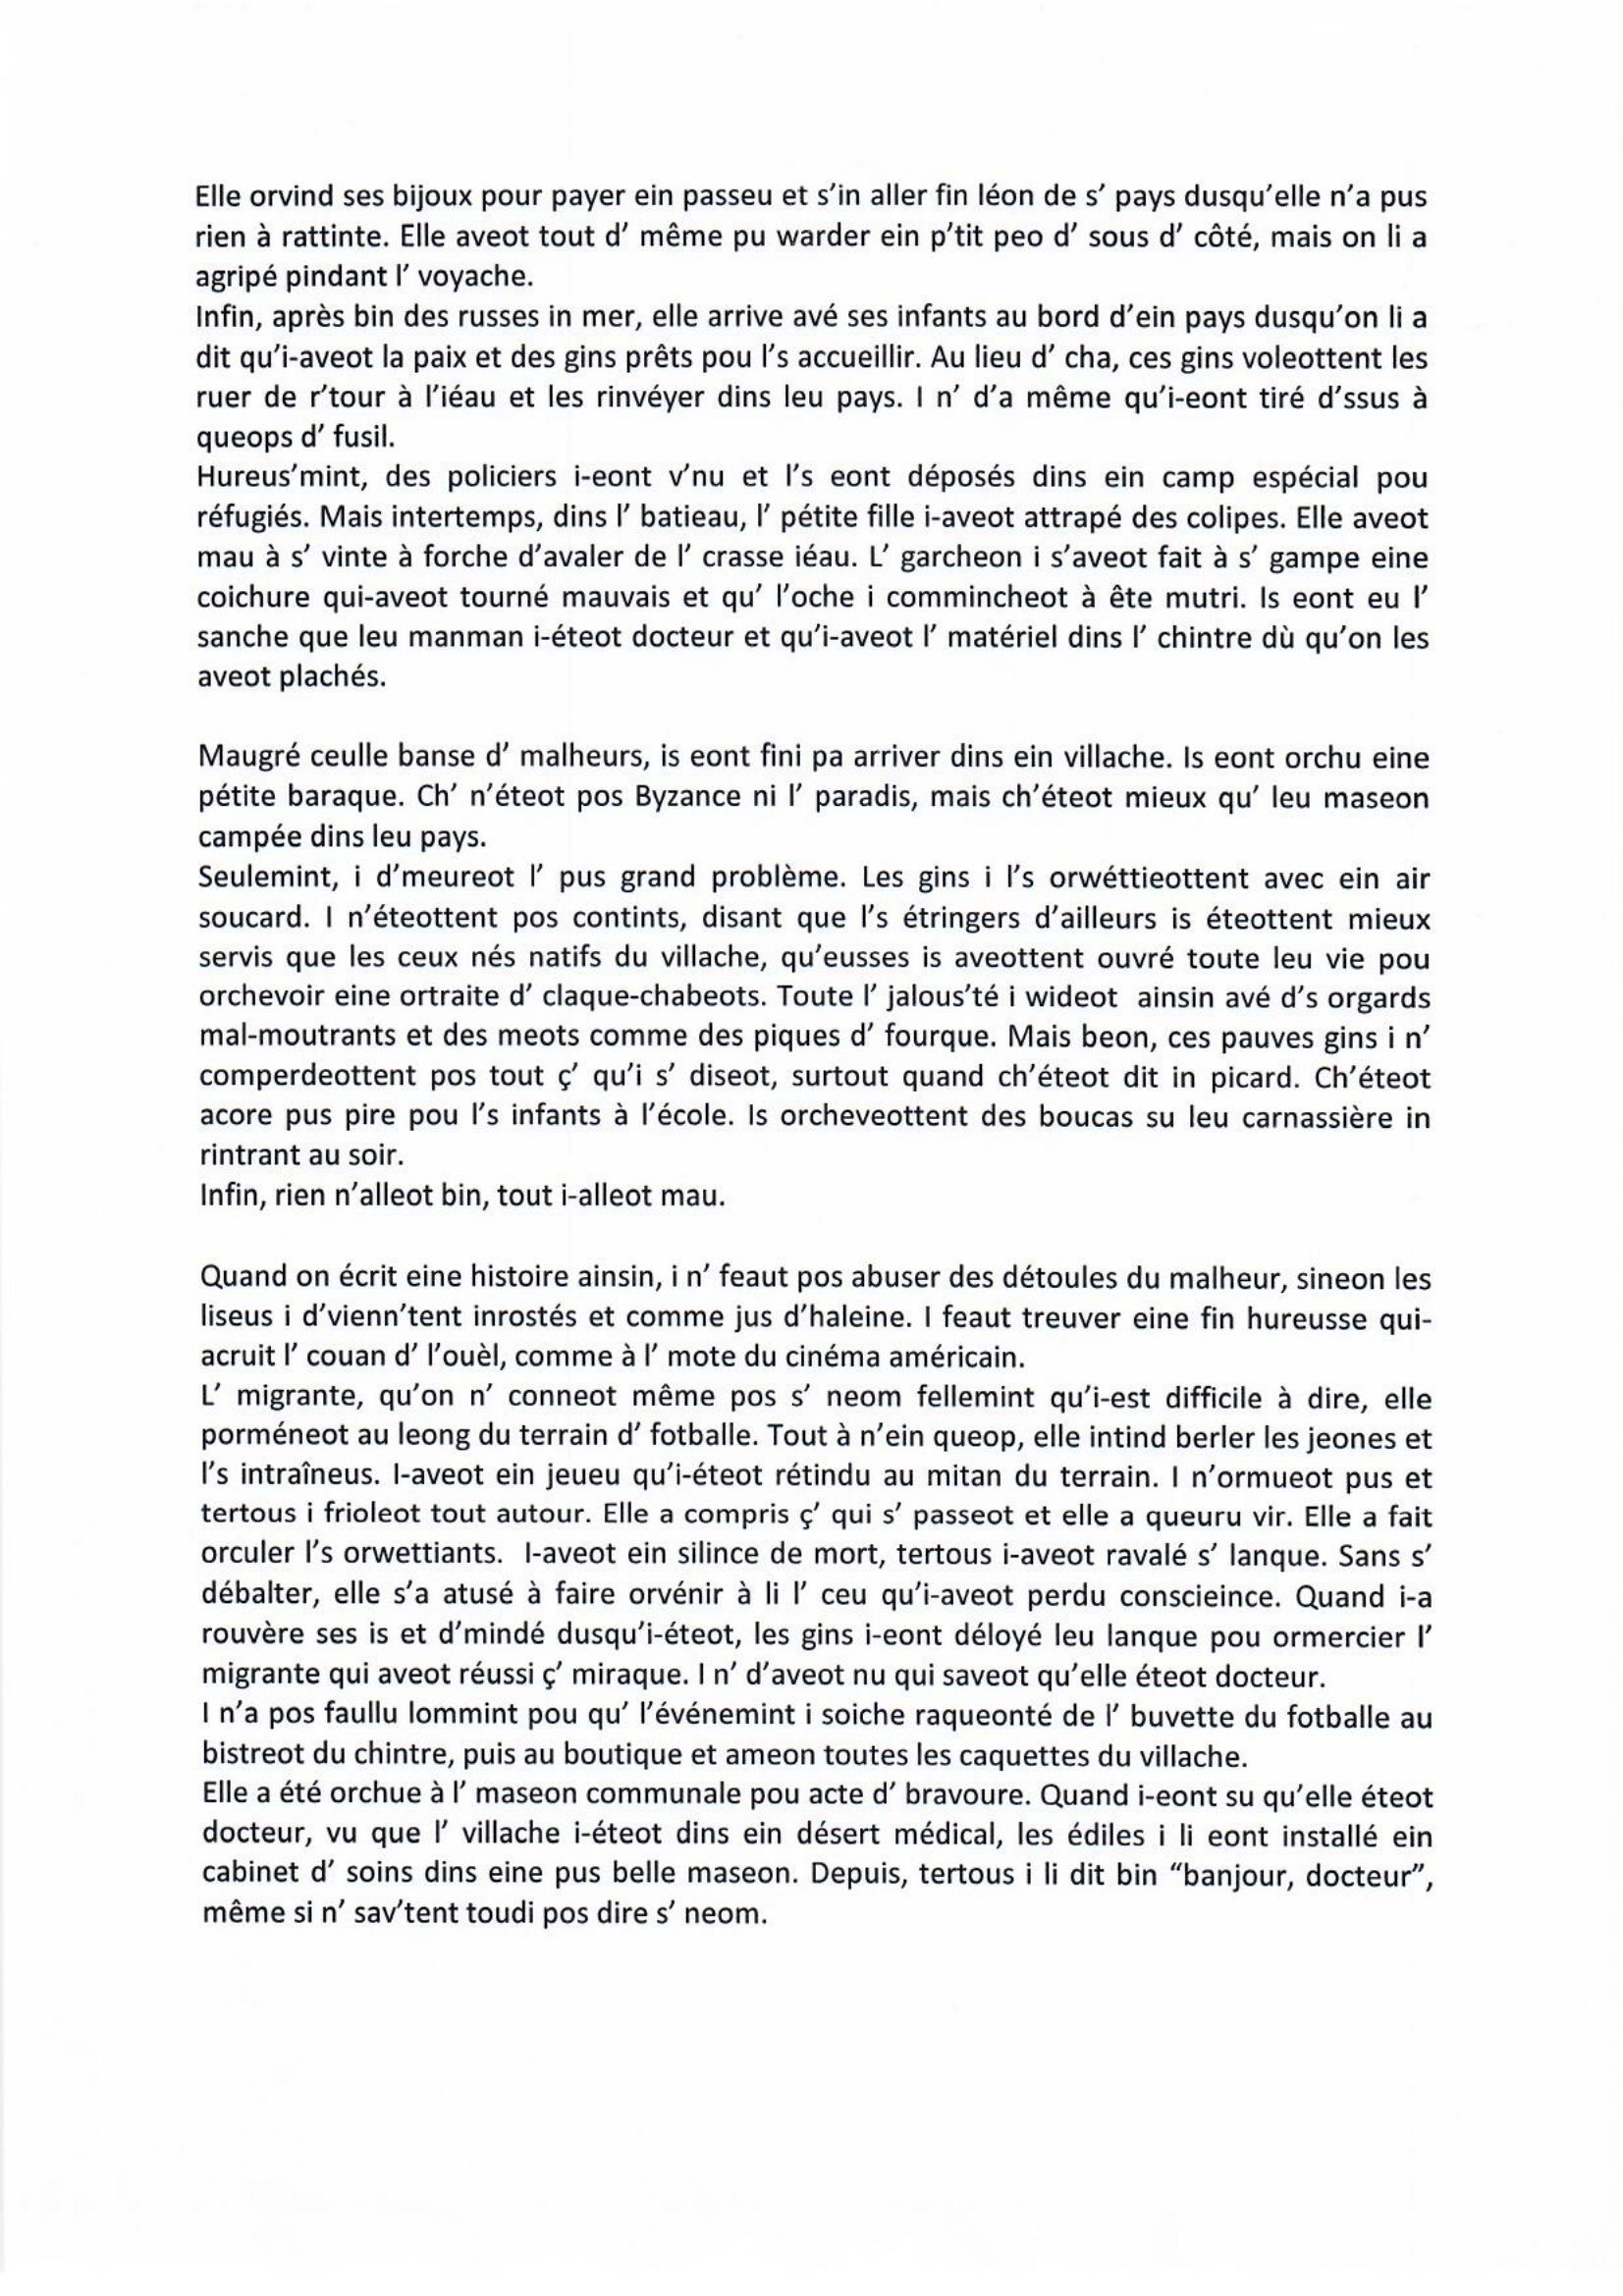 Elle orvind ses bijoux pour payer ein passeu et s’in aller fin léon de s’ pays dusqu’elle n’a pus
rien à rattinte. Elle aveot tout d’ même pu warder ein p’tit peo d’ sous d’ côté, mais on li a
agripé pindant l’ voyache.
Infin, après bin des russes in mer, elle arrive avé ses infants au bord d’ein pays dusqu’on li a
dit qu’i-aveot la paix et des gins prêts pou l’s accueillir. Au lieu d’ cha, ces gins voleottent les
ruer de r’tour à l’iéau et les rinvéyer dins leu pays. I n’ d’a même qu’i-eont tiré d’ssus à
queops d’ fusil.
Hureus’mint, des policiers i-eont v’nu et l’s eont déposés dins ein camp espécial pou
réfugiés. Mais intertemps, dins l’ batieau, l’ pétite fille i-aveot attrapé des colipes. Elle aveot
mau à s’ vinte à forche d’avaler de l’ crasse iéau. L’ garcheon i s’aveot fait à s’ gampe eine
coichure qui-aveot tourné mauvais et qu’ l’oche i commincheot à ête mutri. Is eont eu l’
sanche que leu manman i-éteot docteur et qu’i-aveot l’ matériel dins l’ chintre dù qu’on les
aveot plachés.

Maugré ceulle banse d’ malheurs, is eont fini pa arriver dins ein villache. Is eont orchu eine
pétite baraque. Ch’ n’éteot pos Byzance ni l’ paradis, mais ch’éteot mieux qu’ leu maseon
campée dins leu pays.
Seulemint, i d’meureot l’ pus grand problème. Les gins i l’s orwéttieottent avec ein air
soucard. I n’éteottent pos contints, disant que l’s étringers d’ailleurs is éteottent mieux
servis que les ceux nés natifs du villache, qu’eusses is aveottent ouvré toute leu vie pou
orchevoir eine ortraite d’ claque-chabeots. Toute l’ jalous’té i wideot ainsin avé d’s orgards
mal-moutrants et des meots comme des piques d’ fourque. Mais beon, ces pauves gins i n’
comperdeottent pos tout ç’ qu’i s’ diseot, surtout quand ch’éteot dit in picard. Ch’éteot
acore pus pire pou l’s infants à l’école. Is orcheveottent des boucas su leu carnassière in
rintrant au soir.
Infin, rien n’alleot bin, tout i-alleot mau.

Quand on écrit eine histoire ainsin, i n’ feaut pos abuser des détoules du malheur, sineon les
liseus i d’vienn’tent inrostés et comme jus d’haleine. I feaut treuver eine fin hureusse qui-
acruit l’ couan d’ l’ouèl, comme à l’ mote du cinéma américain.
L’ migrante, qu’on n’ conneot même pos s’ neom fellemint qu’i-est difficile à dire, elle
porméneot au leong du terrain d’ fotballe. Tout à n’ein queop, elle intind berler les jeones et
l’s intraîneus. I-aveot ein jeueu qu’i-éteot rétindu au mitan du terrain. I n’ormueot pus et
tertous i frioleot tout autour. Elle a compris ç’ qui s’ passeot et elle a queuru vir. Elle a fait
orculer l’s orwettiants. I-aveot ein silince de mort, tertous i-aveot ravalé s’ lanque. Sans s’
débalter, elle s’a atusé à faire orvénir à li l’ ceu qu’i-aveot perdu conscieince. Quand i-a
rouvère ses is et d’mindé dusqu’i-éteot, les gins i-eont déloyé leu lanque pou ormercier l’
migrante qui aveot réussi ç’ miraque. I n’ d’aveot nu qui saveot qu’elle éteot docteur.
I n’a pos faullu lommint pou qu’ l’événemint i soiche raqueonté de l’ buvette du fotballe au
bistreot du chintre, puis au boutique et ameon toutes les caquettes du villache.
Elle a été orchue à l’ maseon communale pou acte d’ bravoure. Quand i-eont su qu’elle éteot
docteur, vu que l’ villache i-éteot dins ein désert médical, les édiles i li eont installé ein
cabinet d’ soins dins eine pus belle maseon. Depuis, tertous i li dit bin “banjour, docteur”,
même si n’ sav’tent toudi pos dire s’ neom.